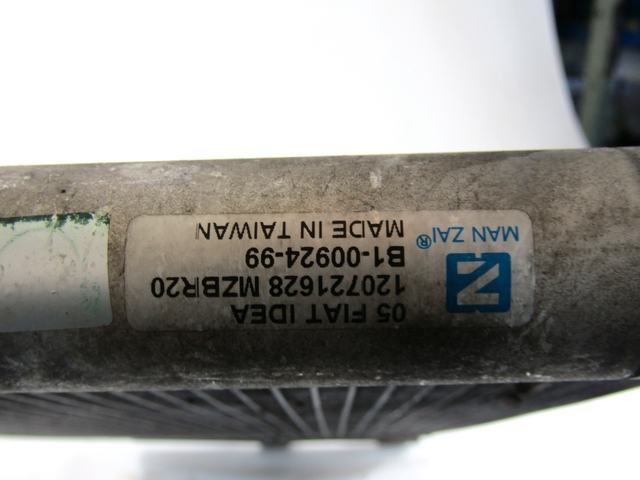 05 FIAT IDEA
120721628 MZBR20
B1-00924-99
MADE IN TAIWAN
MAN ZAI®